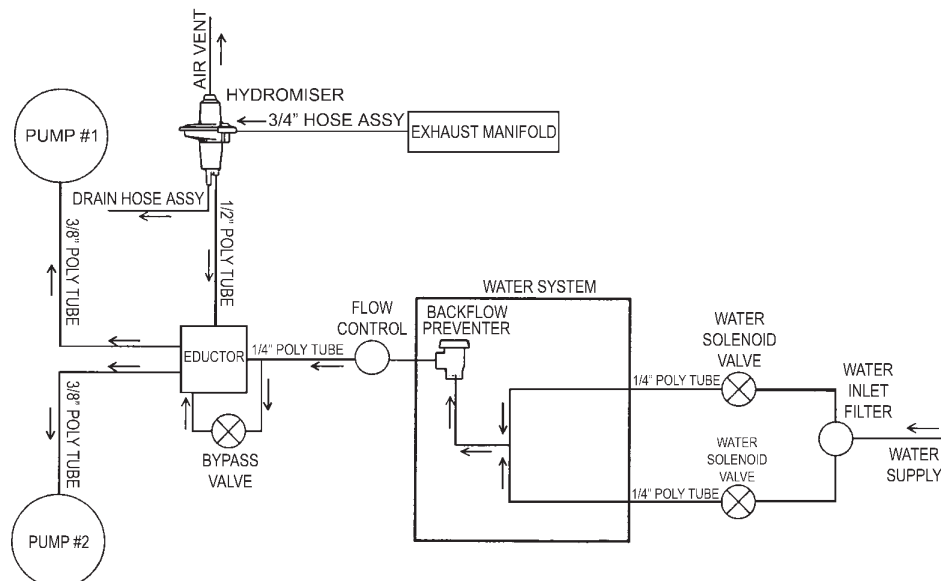 AIR VENT
HYDROMISER
3/4" HOSE ASSY
EXHAUST MANIFOLD
PUMP #1
DRAIN HOSE ASSY
1/2" POLY TUBE
3/8" POLY TUBE
WATER SYSTEM
FLOW
CONTROL
BACKFLOW
PREVENTER
WATER
SOLENOID
VALVE
WATER
INLET
FILTER
EDUCTOR
1/4" POLY TUBE
1/4" POLY TUBE
3/8" POLY TUBE
BYPASS
VALVE
WATER
SOLENOID
VALVE
WATER
SUPPLY
1/4" POLY TUBE
PUMP #2